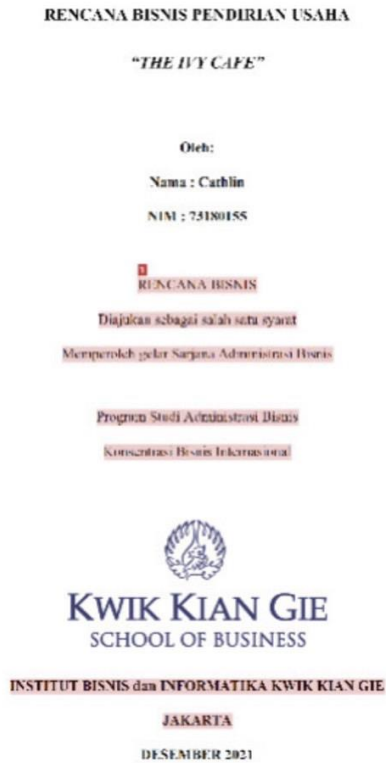 RENCANA BISNIS PENDIRIAN USAHA
"THE IVY CAFE"
Oleh:
Nama : Cathlin
NIM : 73180155
1
RENCANA BISNIS
Diajukan sebagai salah satu syarat
Memperoleh gelar Sarjana Administrasi Bisnis
Program Studi Administrasi Bisnis
Konsentrasi Bisnis Internasional
KWIK KIAN GIE
SCHOOL OF BUSINESS
INSTITUT BISNIS dan INFORMATIKA KWIK KIAN GIE
JAKARTA
DESEMBER 2021